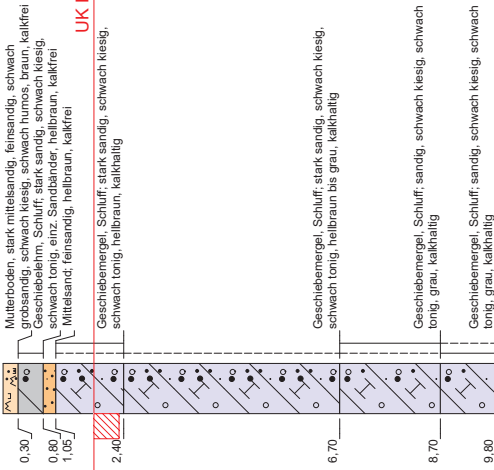 Mutterboden, stark mittelsandig, feinsandig, schwach
grobsandig, schwach kiesig, schwach humos, braun, kalkfrei
Geschiebelehm, Schluff; stark sandig, schwach kiesig,
schwach tonig, einz. Sandbänder, hellbraun, kalkfrei
Mittelsand; feinsandig, hellbraun, kalkfrei
UK
Geschiebemergel, Schluff; stark sandig, schwach kiesig,
schwach tonig, hellbraun, kalkhaltig
Geschiebemergel, Schluff; stark sandig, schwach kiesig,
schwach tonig, hellbraun bis grau, kalkhaltig
Geschiebemergel, Schluff; sandig, schwach kiesig, schwach
tonig, grau, kalkhaltig
Geschiebemergel, Schluff; sandig, schwach kiesig, schwach
tonig, grau, kalkhaltig
Mu
0,30
0,80
1,05
2,40
6,70
8,70
9,80